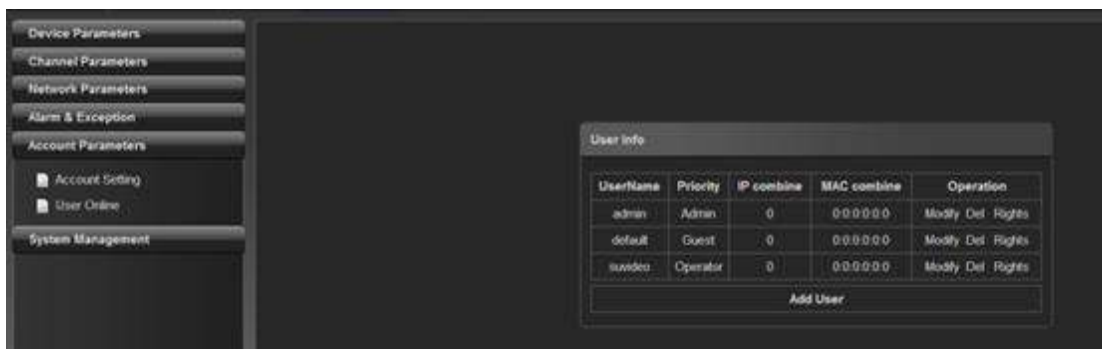 Device Parameters
Channel Parameters
Network Parameters
Alarm & Exception
Account Parameters
Account Setting
User Online
System Management
User Info
UserName Priority IP combine MAC combine Operation
admin Admin 0 0:0:0:0:0:0 Modify Del Rights
default Guest 0 0:0:0:0:0:0 Modify Del Rights
suvideo Operator 0 0:0:0:0:0:0 Modify Del Rights
Add User